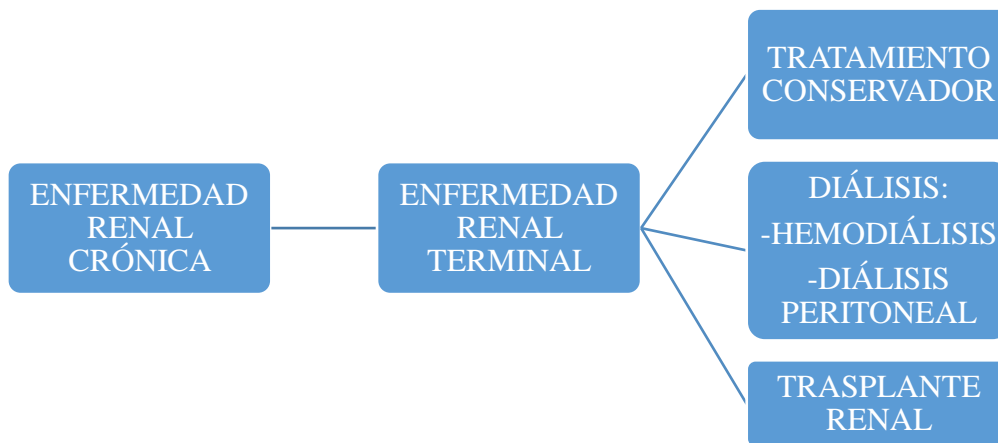 ENFERMEDAD
RENAL
CRÓNICA
ENFERMEDAD
RENAL
TERMINAL
TRATAMIENTO
CONSERVADOR
DIÁLISIS:
-HEMODIÁLISIS
-DIÁLISIS
PERITONEAL
TRASPLANTE
RENAL